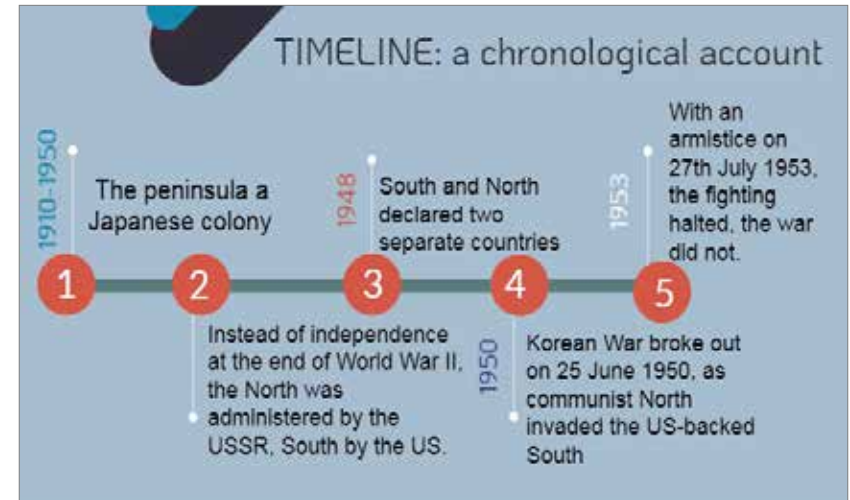 TIMELINE: a chronological account
1910-1950
The peninsula a
Japanese colony
1
2
Instead of independence
at the end of World War II,
the North was
administered by the
USSR, South by the US.
1948
South and North
declared two
separate countries
3
4
1950
Korean War broke out
on 25 June 1950, as
communist North
invaded the US-backed
South
1953
With an
armistice on
27th July 1953,
the fighting
halted, the war
did not.
5